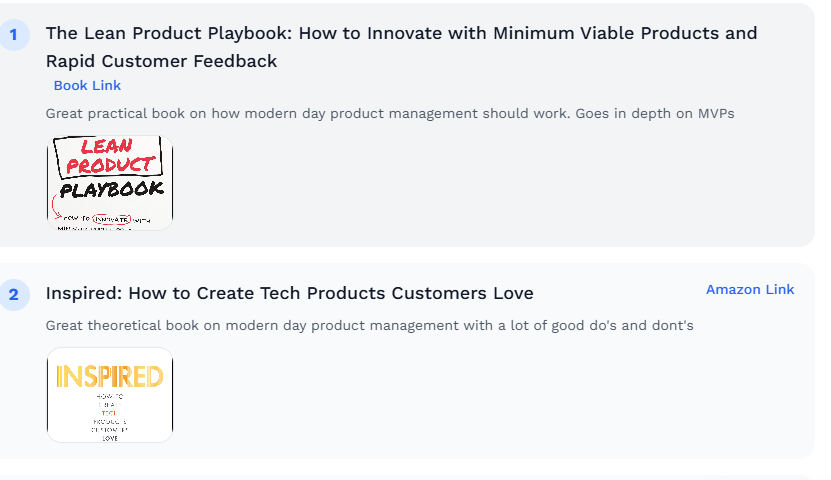 1
The Lean Product Playbook: How to Innovate with Minimum Viable Products and
Rapid Customer Feedback
Book Link
Great practical book on how modern day product management should work. Goes in depth on MVPs
LEAN
PRODUCT
PLAYBOOK
HOW TO INNOVATE WITH
2
Inspired: How to Create Tech Products Customers Love
Amazon Link
Great theoretical book on modern day product management with a lot of good do's and dont's
INSPIRED
HOW TO
CREATE
TECH
PRODUCTS
CUSTOMERS
LOVE